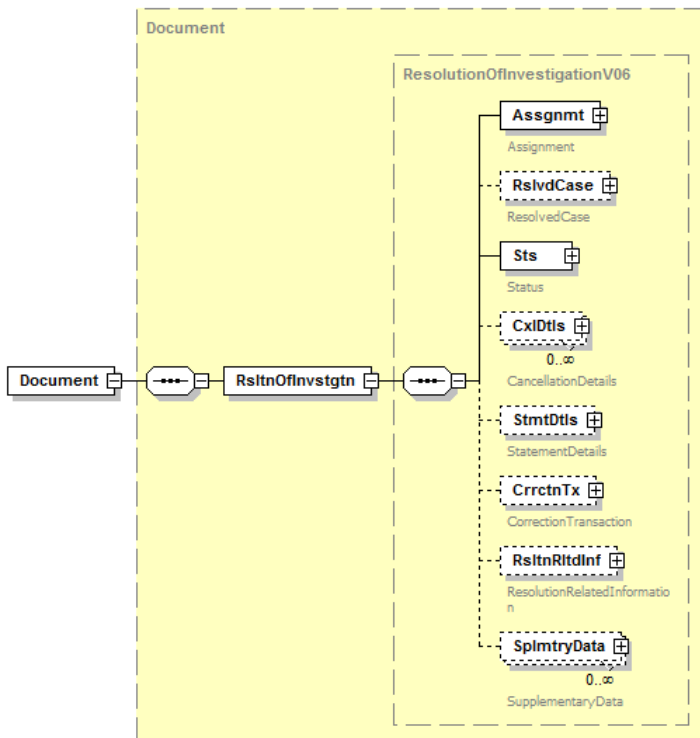 Document
ResolutionOfInvestigationV06
Assgnmt
Assignment
RslvdCase
ResolvedCase
Sts
Status
CxlDtls
0..∞
CancellationDetails
Document
RsltnOfInvstgtn
StmtDtls
StatementDetails
CrrctnTx
CorrectionTransaction
RsltnRltdInf
ResolutionRelatedInformatio
n
SplmtryData
0..∞
SupplementaryData